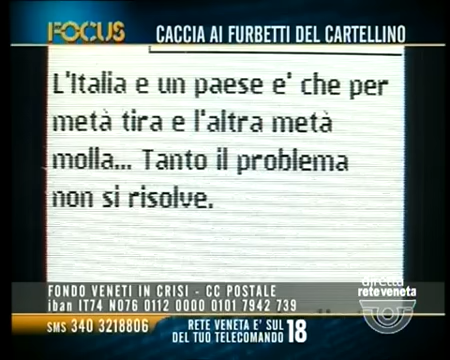 FOCUS CACCIA AI FURBETTI DEL CARTELLINO
L'Italia e un paese e' che per
metà tira e l'altra metà
molla... Tanto il problema
non si risolve.
FONDO VENETI IN CRISI - CC POSTALE
iban IT74 N076 0112 0000 0101 7942 739
diretta
reteveneta
SMS 340 3218806
RETE VENETA E' SUL 18
DEL TUO TELECOMANDO